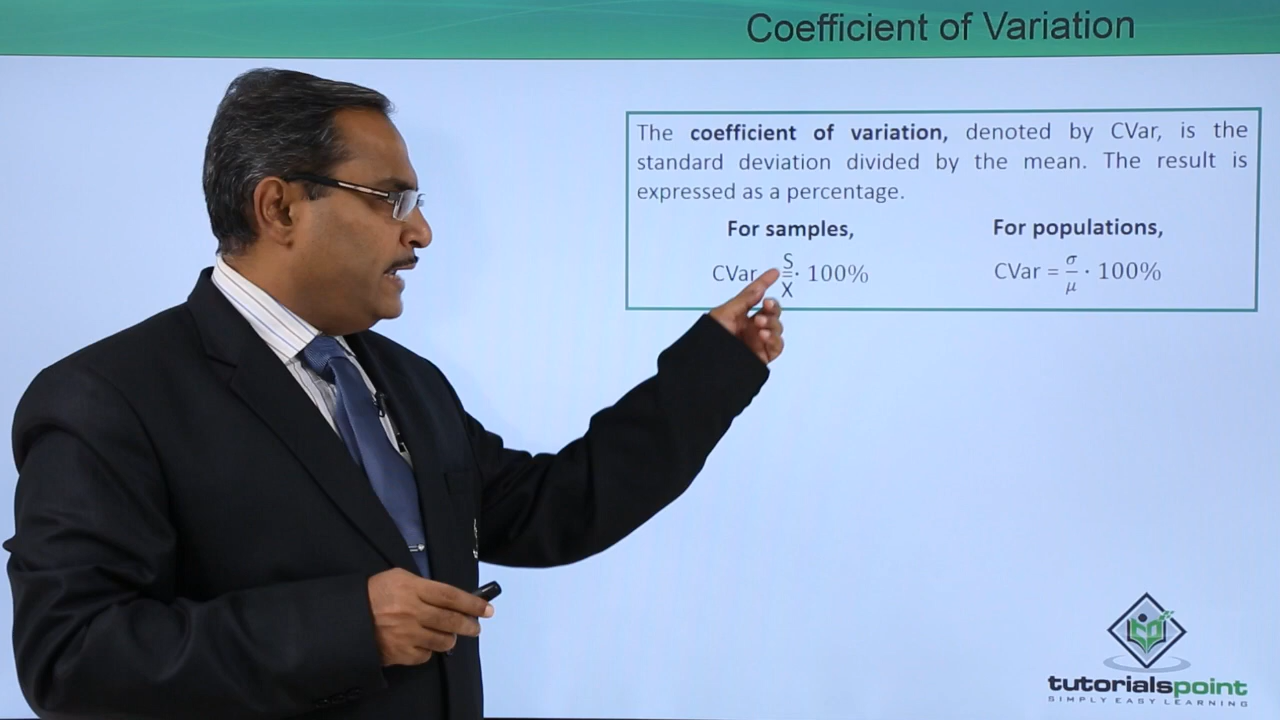 Coefficient of Variation
The coefficient of variation, denoted by CVar, is the
standard deviation divided by the mean. The result is
expressed as a percentage.
For samples, For populations,
CVar S/X̄ · 100% CVar = σ/μ · 100%
tutorialspoint
SIMPLY EASY LEARNING